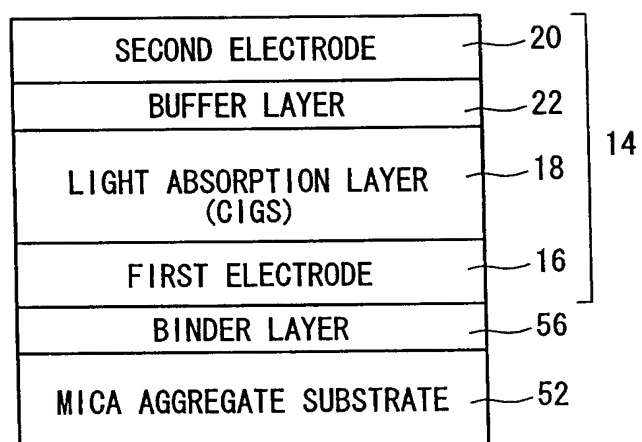 SECOND ELECTRODE 20
BUFFER LAYER 22
14
LIGHT ABSORPTION LAYER 18
(CIGS)
FIRST ELECTRODE 16
BINDER LAYER 56
MICA AGGREGATE SUBSTRATE 52